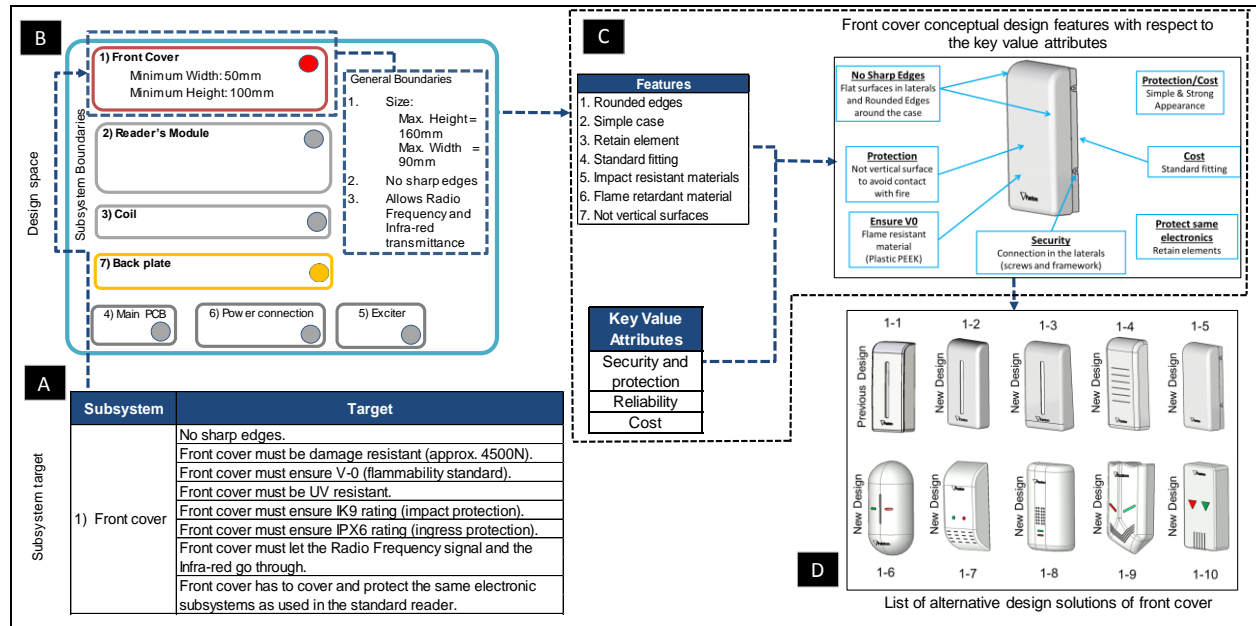 B
Design space
Subsystem Boundaries
1) Front Cover
Minimum Width: 50mm
Minimum Height: 100mm
2) Reader's Module
3) Coil
7) Back plate
4) Main PCB
6) Power connection
5) Exciter
General Boundaries
1. Size:
Max. Height=
160mm
Max. Width =
90mm
2. No sharp edges
3. Allows Radio
Frequency and
Infra-red
transmittance
A
Subsystem target
Subsystem Target
1) Front cover
No sharp edges.
Front cover must be damage resistant (approx. 4500N).
Front cover must ensure V-0 (flammability standard).
Front cover must be UV resistant.
Front cover must ensure IK9 rating (impact protection).
Front cover must ensure IPX6 rating (ingress protection).
Front cover must let the Radio Frequency signal and the
Infra-red go through.
Front cover has to cover and protect the same electronic
subsystems as used in the standard reader.
C
Features
1. Rounded edges
2. Simple case
3. Retain element
4. Standard fitting
5. Impact resistant materials
6. Flame retardant material
7. Not vertical surfaces
Key Value
Attributes
Security and
protection
Reliability
Cost
Front cover conceptual design features with respect to
the key value attributes
No Sharp Edges
Flat surfaces in laterals
and Rounded Edges
around the case
Protection
Not vertical surface
to avoid contact
with fire
Ensure V0
Flame resistant
material
(Plastic PEEK)
Security
Connection in the laterals
(screws and framework)
Protection/Cost
Simple & Strong
Appearance
Cost
Standard fitting
Protect same
electronics
Retain elements
D
1-1 1-2 1-3 1-4 1-5
Previous Design
New Design
New Design
New Design
New Design
New Design
New Design
New Design
New Design
New Design
1-6 1-7 1-8 1-9 1-10
List of alternative design solutions of front cover